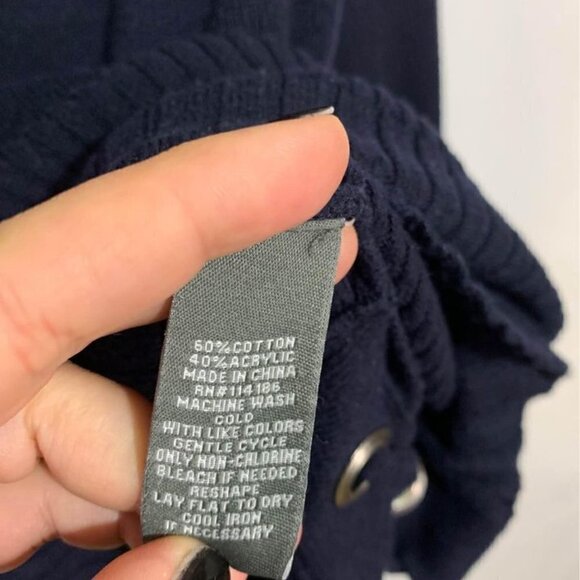 60% COTTON
40% ACRYLIC
MADE IN CHINA
RN#114186
MACHINE WASH
COLD
WITH LIKE COLORS
GENTLE CYCLE
ONLY NON-CHLORINE
BLEACH IF NEEDED
RESHAPE
LAY FLAT TO DRY
COOL IRON
IF NECESSARY